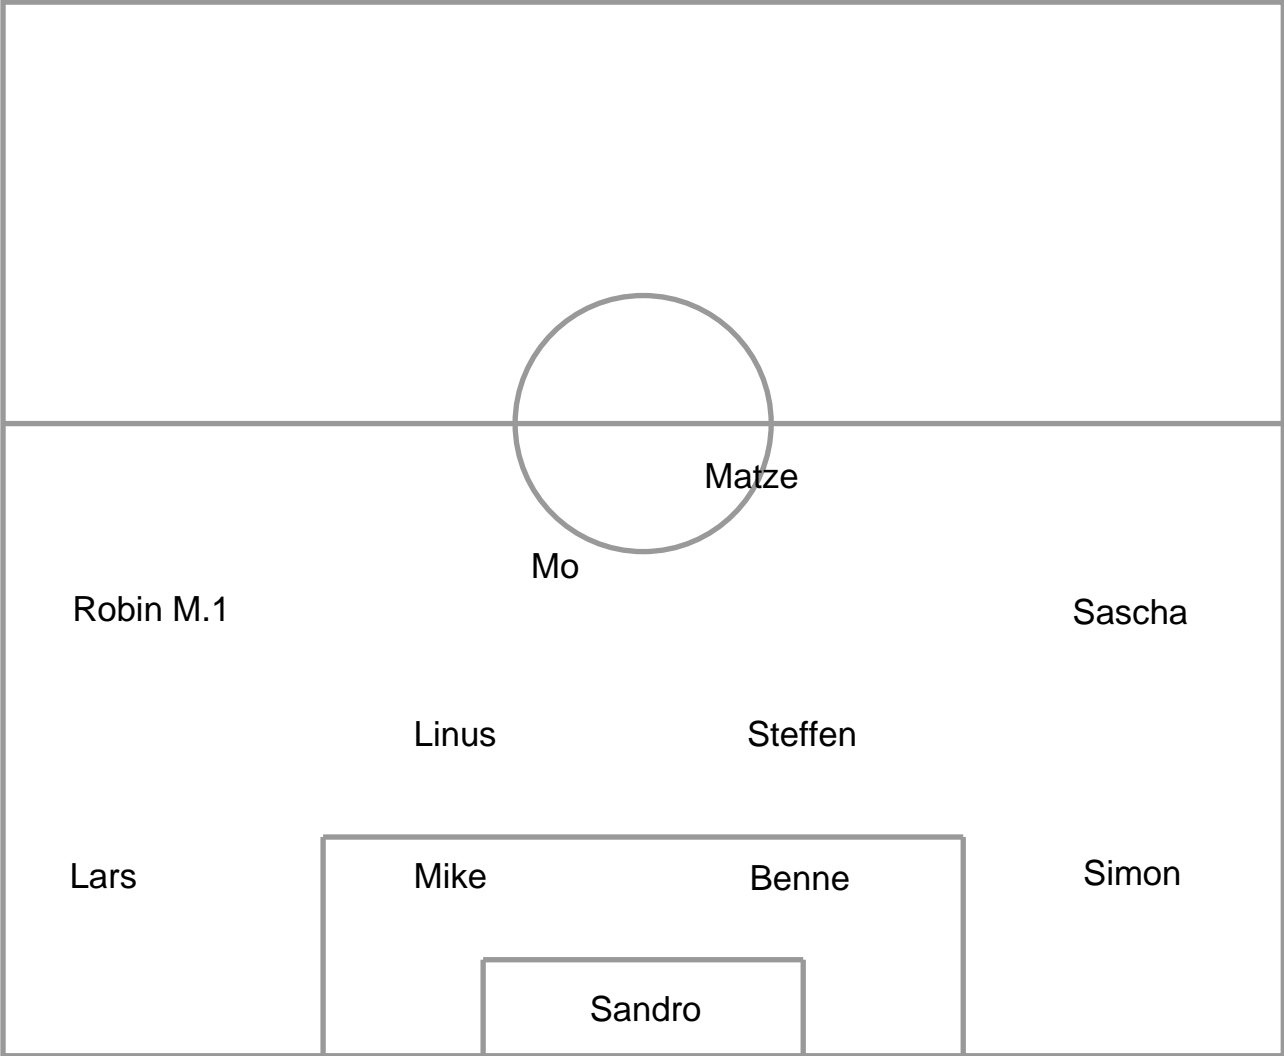 Matze
Mo
Robin M.1
Sascha
Linus
Steffen
Lars
Mike
Benne
Simon
Sandro